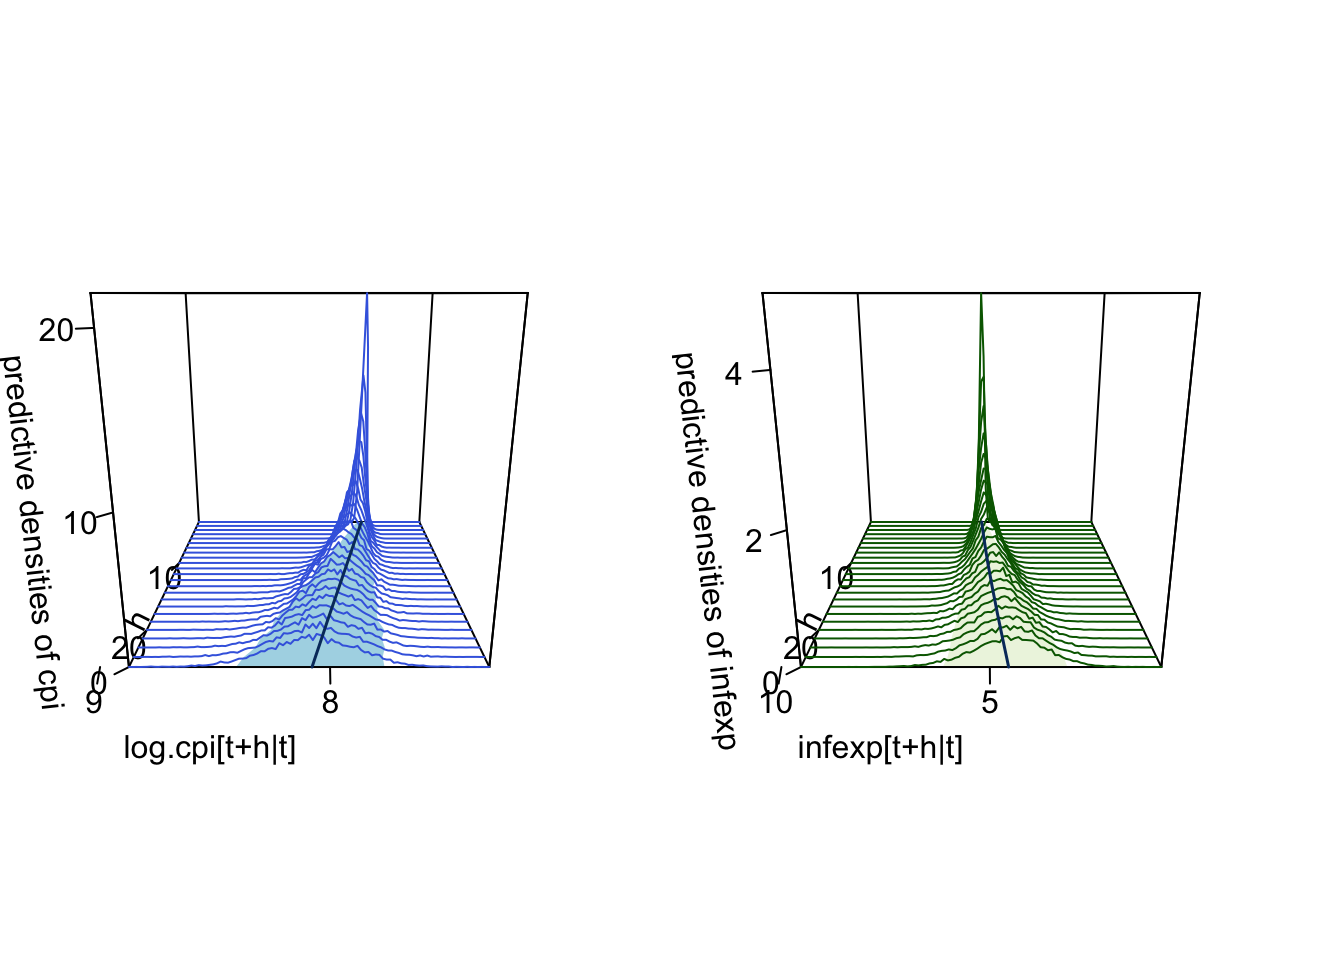 20
10
0
predictive densities of cpi
10
h
20
9
8
log.cpi[t+h|t]
4
2
0
predictive densities of infexp
10
h
20
10
5
infexp[t+h|t]